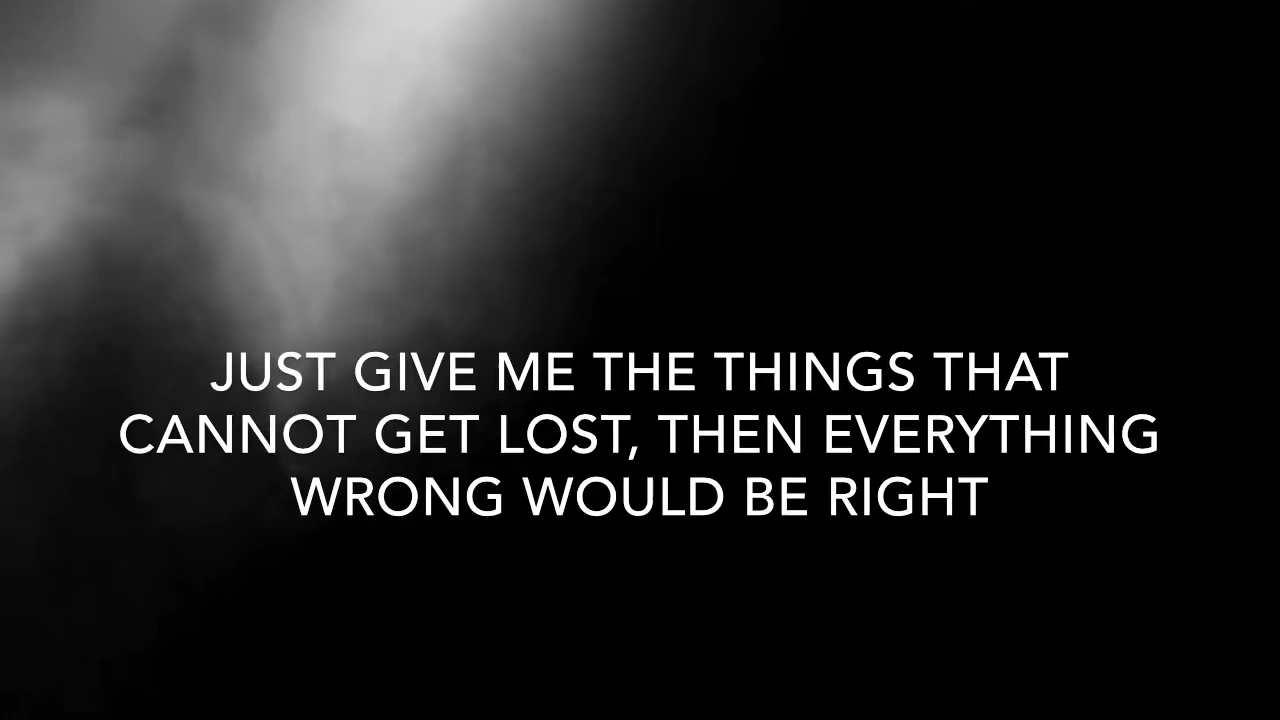 JUST GIVE ME THE THINGS THAT
CANNOT GET LOST, THEN EVERYTHING
WRONG WOULD BE RIGHT